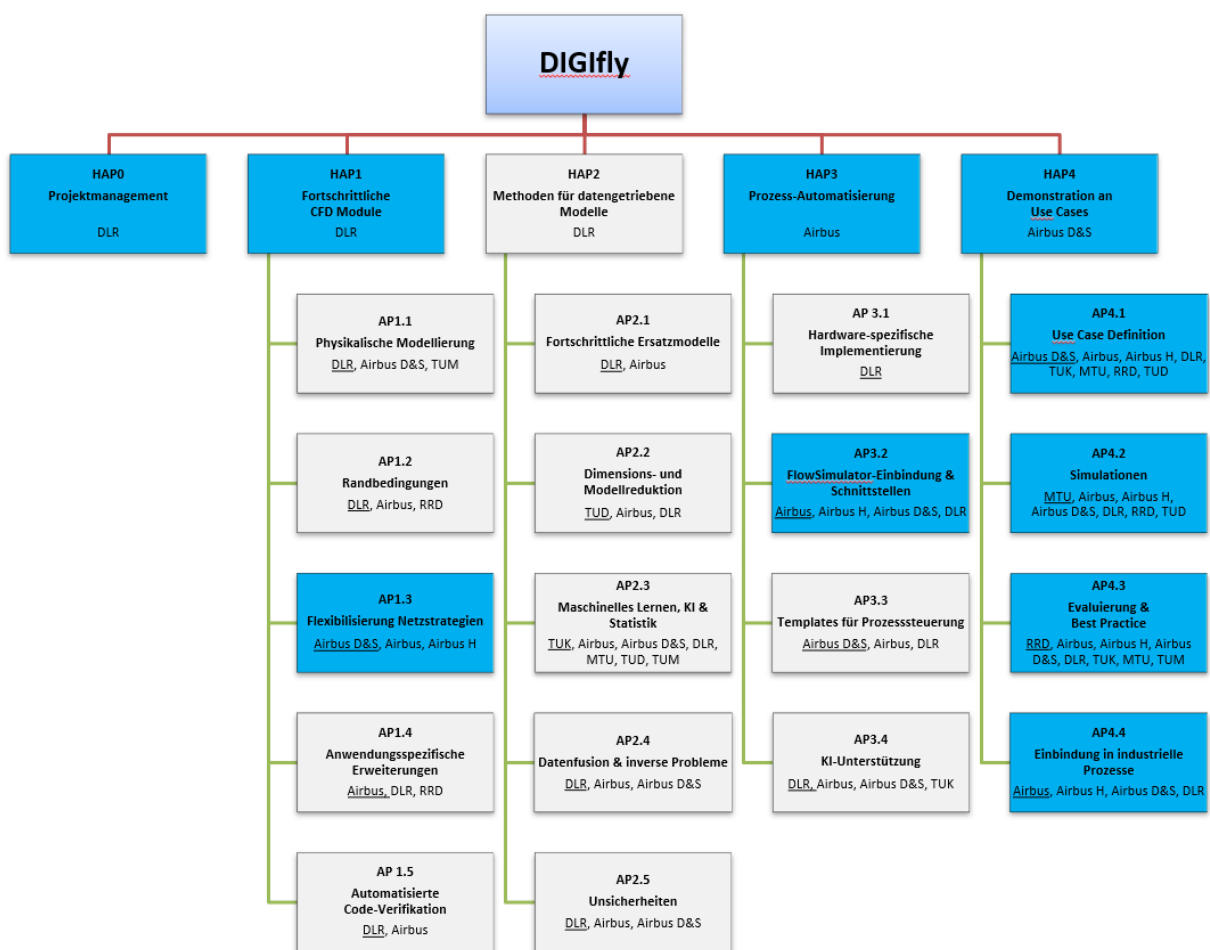 DIGIfly
HAP0
Projektmanagement
DLR
HAP1
Fortschrittliche
CFD Module
DLR
HAP2
Methoden für datengetriebene
Modelle
DLR
HAP3
Prozess-Automatisierung
Airbus
HAP4
Demonstration an
Use Cases
Airbus D&S
AP1.1
Physikalische Modellierung
DLR, Airbus D&S, TUM
AP1.2
Randbedingungen
DLR, Airbus, RRD
AP1.3
Flexibilisierung Netzstrategien
Airbus D&S, Airbus, Airbus H
AP1.4
Anwendungsspezifische
Erweiterungen
Airbus, DLR, RRD
AP 1.5
Automatisierte
Code-Verifikation
DLR, Airbus
AP2.1
Fortschrittliche Ersatzmodelle
DLR, Airbus
AP2.2
Dimensions- und
Modellreduktion
TUD, Airbus, DLR
AP2.3
Maschinelles Lernen, KI &
Statistik
TUK, Airbus, Airbus D&S, DLR,
MTU, TUD, TUM
AP2.4
Datenfusion & inverse Probleme
DLR, Airbus, Airbus D&S
AP2.5
Unsicherheiten
DLR, Airbus, Airbus D&S
AP 3.1
Hardware-spezifische
Implementierung
DLR
AP3.2
FlowSimulator-Einbindung &
Schnittstellen
Airbus, Airbus H, Airbus D&S, DLR
AP3.3
Templates für Prozesssteuerung
Airbus D&S, Airbus, DLR
AP3.4
KI-Unterstützung
DLR, Airbus, Airbus D&S, TUK
AP4.1
Use Case Definition
Airbus D&S, Airbus, Airbus H, DLR,
TUK, MTU, RRD, TUD
AP4.2
Simulationen
MTU, Airbus, Airbus H,
Airbus D&S, DLR, RRD, TUD
AP4.3
Evaluierung &
Best Practice
RRD, Airbus, Airbus H, Airbus
D&S, DLR, TUK, MTU, TUM
AP4.4
Einbindung in industrielle
Prozesse
Airbus, Airbus H, Airbus D&S, DLR